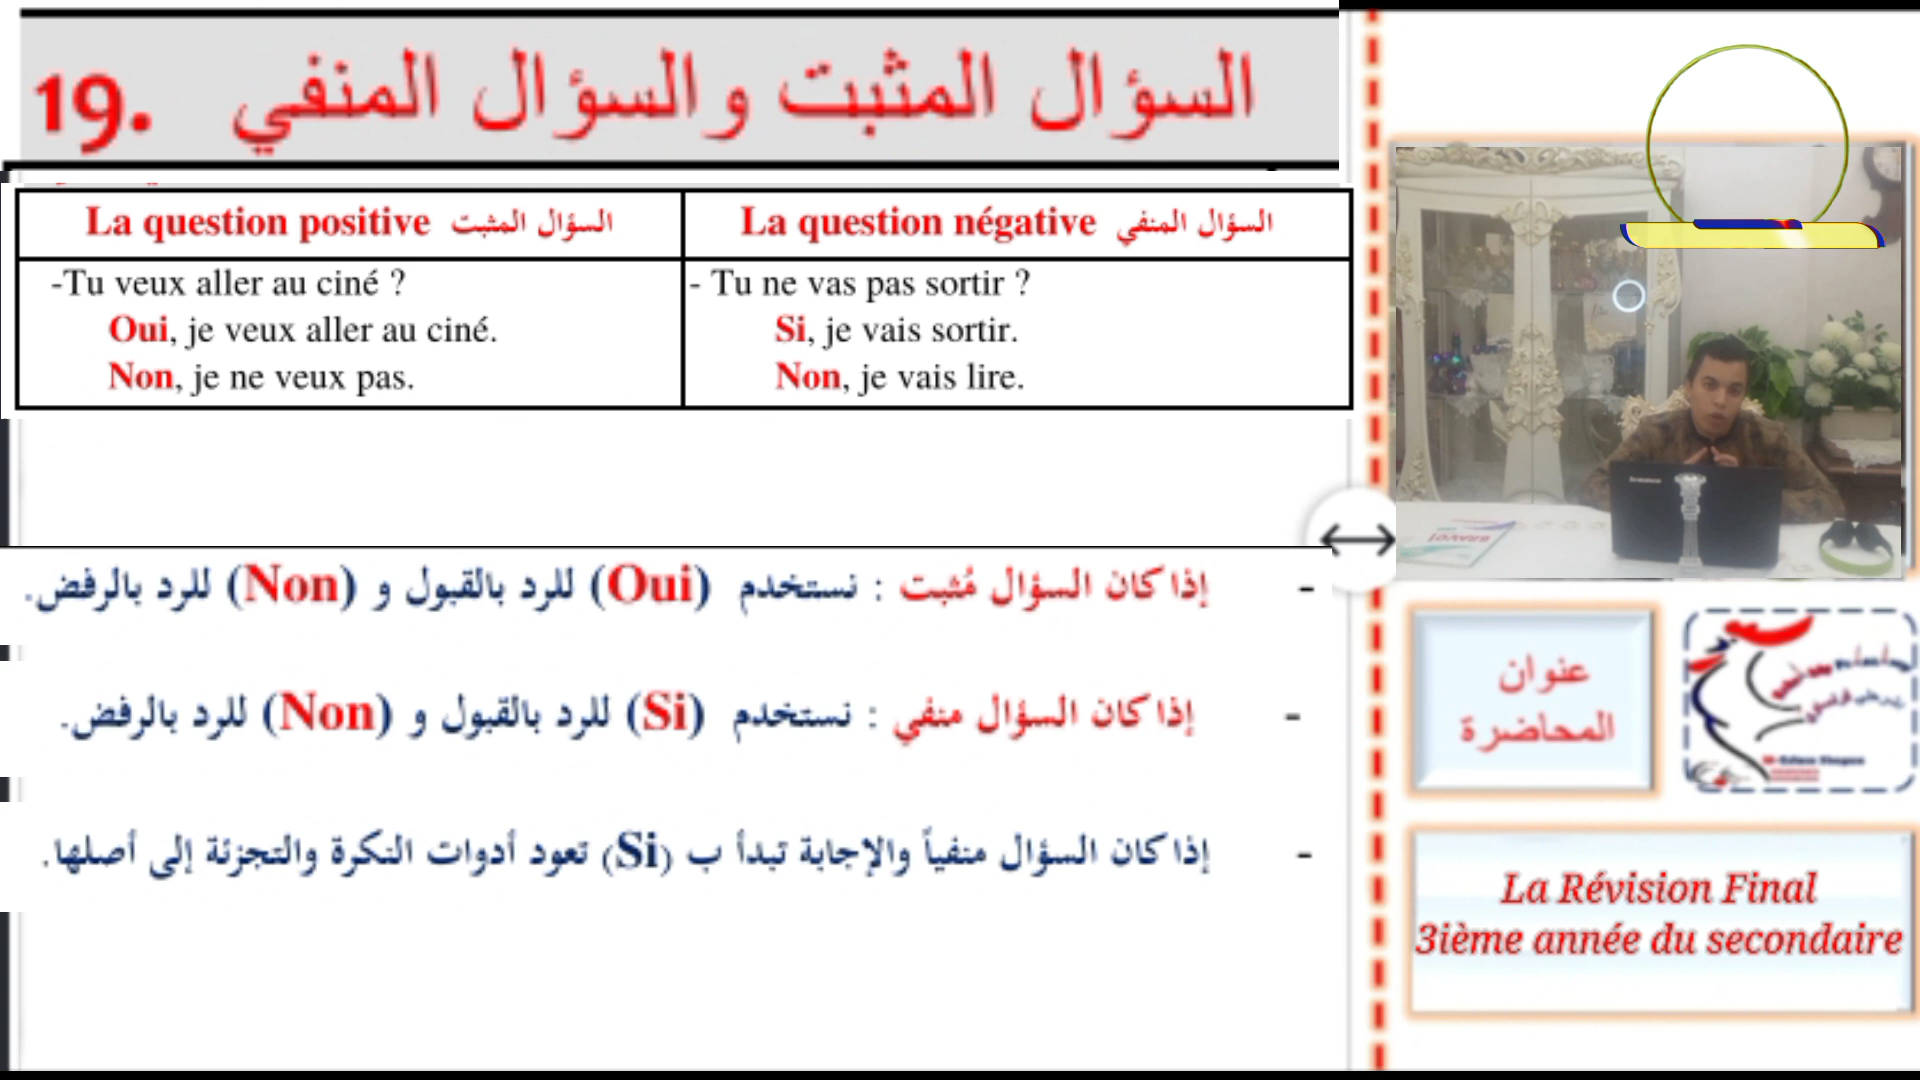 19. السؤال المثبت و السؤال المنفي
La question positive السؤال المثبت
La question négative السؤال المنفي
-Tu veux aller au ciné ?
Oui, je veux aller au ciné.
Non, je ne veux pas.
- Tu ne vas pas sortir ?
Si, je vais sortir.
Non, je vais lire.
- إذا كان السؤال مُثبت : نستخدم (Oui) للرد بالقبول و (Non) للرد بالرفض.
- إذا كان السؤال منفي : نستخدم (Si) للرد بالقبول و (Non) للرد بالرفض.
- إذا كان السؤال منفياً والإجابة تبدأ ب (Si) تعود أدوات النكرة والتجزئة إلى أصلها.
عنوان
المحاضرة
La Révision Final
3ième année du secondaire